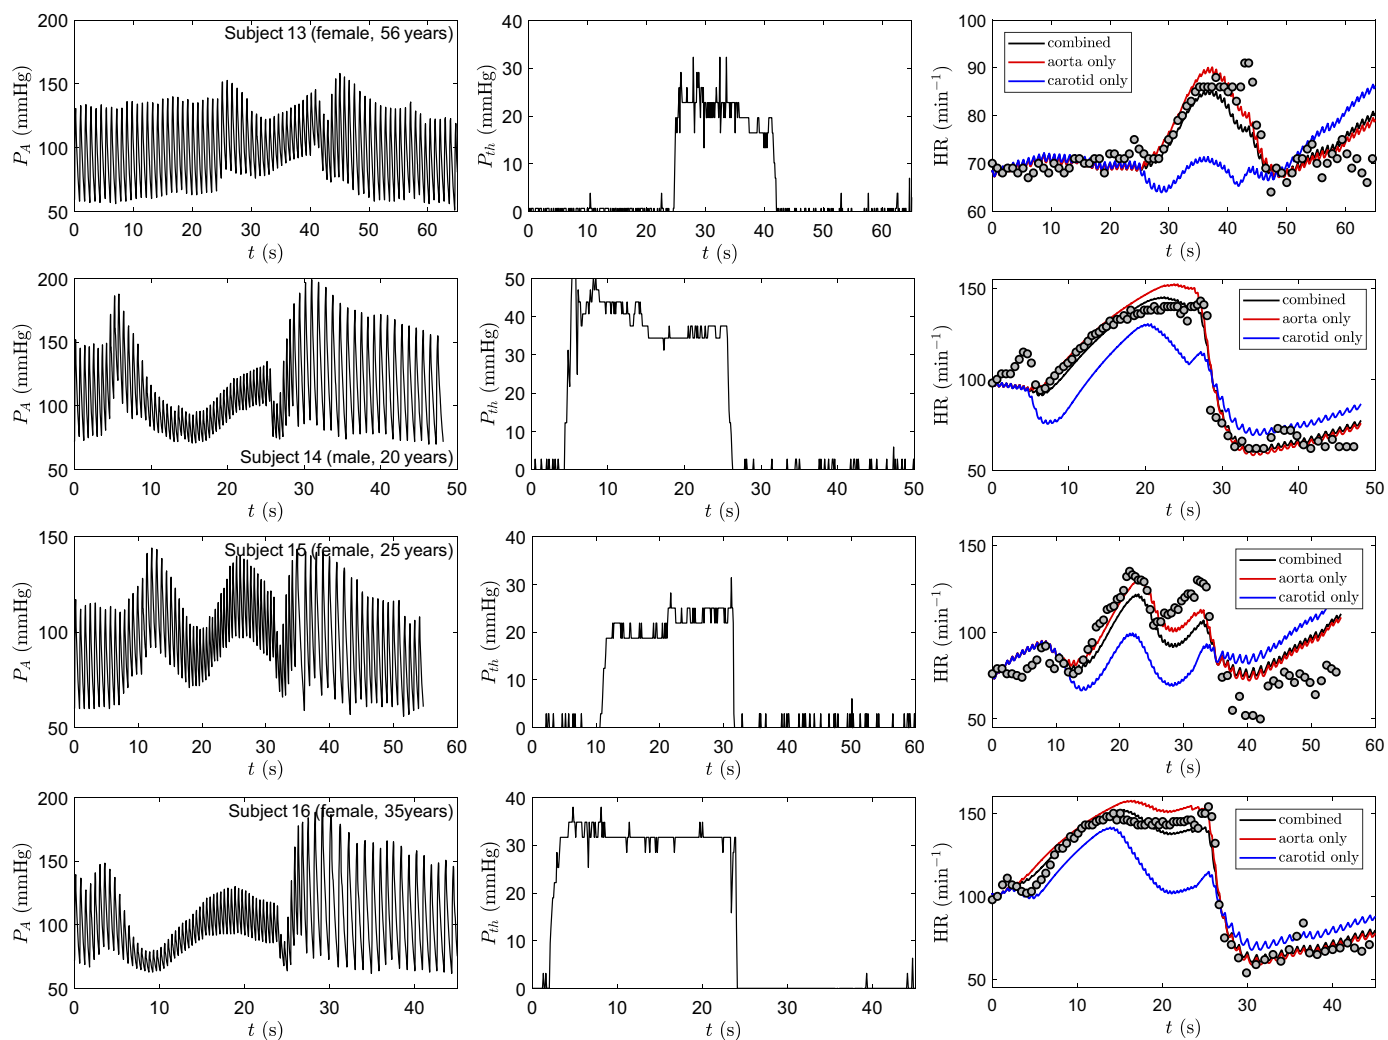 200
150
100
50
0 10 20 30 40 50 60
P_A (mmHg)
t (s)
Subject 13 (female, 56 years)
40
30
20
10
0
0 10 20 30 40 50 60
P_th (mmHg)
t (s)
100
90
80
70
60
0 10 20 30 40 50 60
HR (min⁻¹)
t (s)
combined
aorta only
carotid only
200
150
100
50
0 10 20 30 40 50
P_A (mmHg)
t (s)
Subject 14 (male, 20 years)
50
40
30
20
10
0
0 10 20 30 40 50
P_th (mmHg)
t (s)
150
100
50
0 10 20 30 40 50
HR (min⁻¹)
t (s)
combined
aorta only
carotid only
150
100
50
0 10 20 30 40 50 60
P_A (mmHg)
t (s)
Subject 15 (female, 25 years)
40
30
20
10
0
0 10 20 30 40 50 60
P_th (mmHg)
t (s)
150
100
50
0 10 20 30 40 50 60
HR (min⁻¹)
t (s)
combined
aorta only
carotid only
200
150
100
50
0 10 20 30 40
P_A (mmHg)
t (s)
Subject 16 (female, 35years)
40
30
20
10
0
0 10 20 30 40
P_th (mmHg)
t (s)
150
100
50
0 10 20 30 40
HR (min⁻¹)
t (s)
combined
aorta only
carotid only